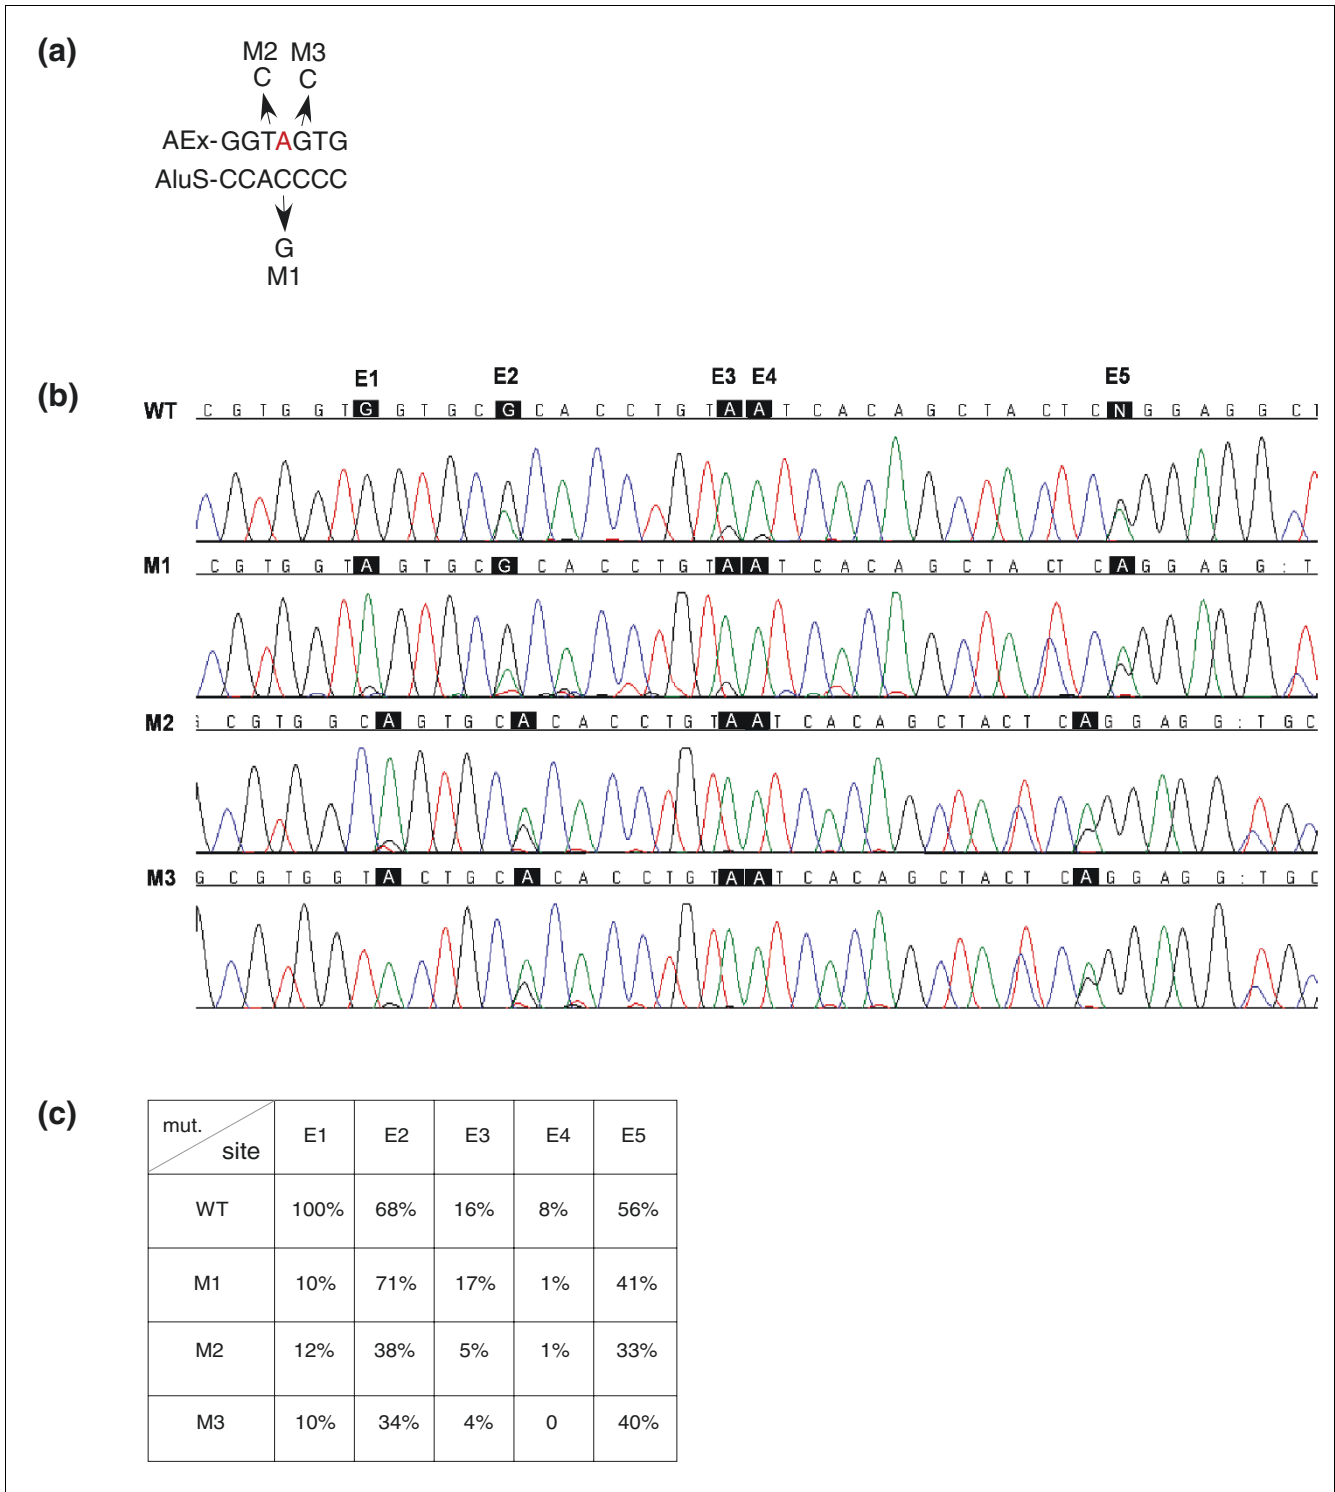 (a)
M2 M3
C C
AEx-GGTAGTG
AluS-CCACCCC
G
M1
(b)
E1 E2 E3 E4 E5
WT C G T G G T G G T G C G C A C C T G T A A T C A C A G C T A C T C N G G A G G C T
M1 C G T G G T A G T G C G C A C C T G T A A T C A C A G C T A C T C A G G A G G : T
M2 G C G T G G C A G T G C A C A C C T G T A A T C A C A G C T A C T C A G G A G G : T G C
M3 G C G T G G T A C T G C A C A C C T G T A A T C A C A G C T A C T C A G G A G G : T G C
(c)
mut. site E1 E2 E3 E4 E5
WT 100% 68% 16% 8% 56%
M1 10% 71% 17% 1% 41%
M2 12% 38% 5% 1% 33%
M3 10% 34% 4% 0 40%